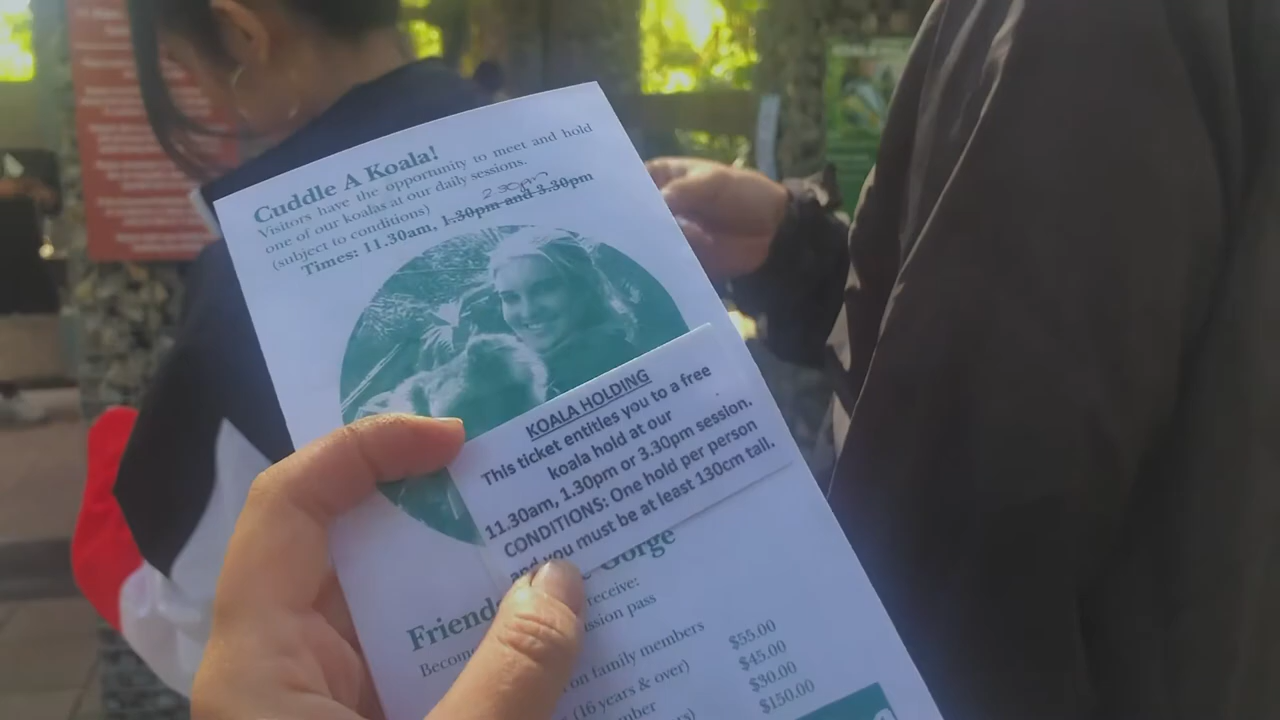 Cuddle A Koala!
Visitors have the opportunity to meet and hold
one of our koalas at our daily sessions.
(subject to conditions)
2.30pm
Times: 11.30am, 1.30pm and 3.30pm
KOALA HOLDING
This ticket entitles you to a free
koala hold at our
11.30am, 1.30pm or 3.30pm session.
CONDITIONS: One hold per person
and you must be at least 130cm tall.
Friend Gorge
Becom receive:
ssion pass
on family members $55.00
(16 years & over) $45.00
mber $30.00
$150.00